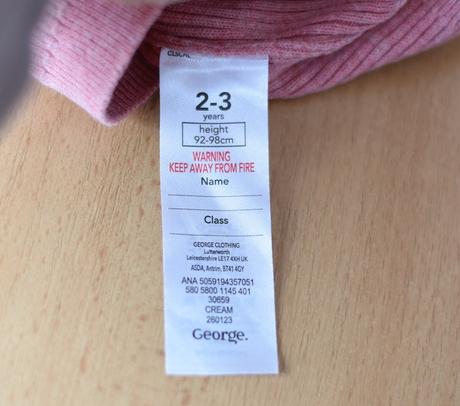 2-3
years
height
92-98cm
WARNING
KEEP AWAY FROM FIRE
Name
Class
GEORGE CLOTHING
Lutterworth
Leicestershire LE17 4XH UK
ASDA, Antrim, BT41 4GY
ANA 5059194357051
580 5800 1145 401
30659
CREAM
260123
George.